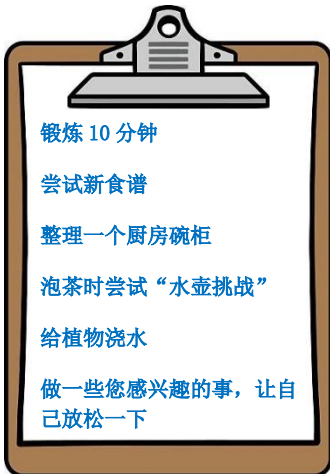 锻炼 10 分钟
尝试新食谱
整理一个厨房碗柜
泡茶时尝试“水壶挑战”
给植物浇水
做一些您感兴趣的事，让自
己放松一下